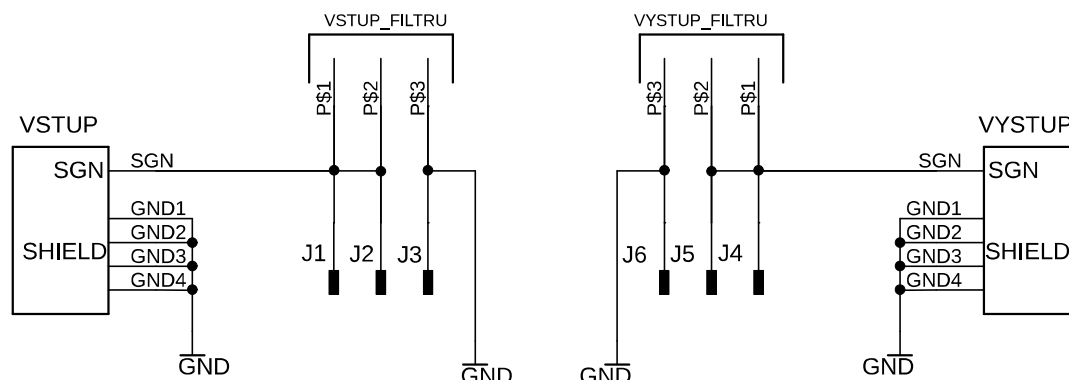 VSTUP_FILTRU
VYSTUP_FILTRU
P$1
P$2
P$3
P$3
P$2
P$1
VSTUP
VYSTUP
SGN
SGN
SGN
SGN
GND1
GND2
SHIELD
GND3
GND4
J1
J2
J3
J6
J5
J4
GND1
GND2
SHIELD
GND3
GND4
GND
GND
GND
GND